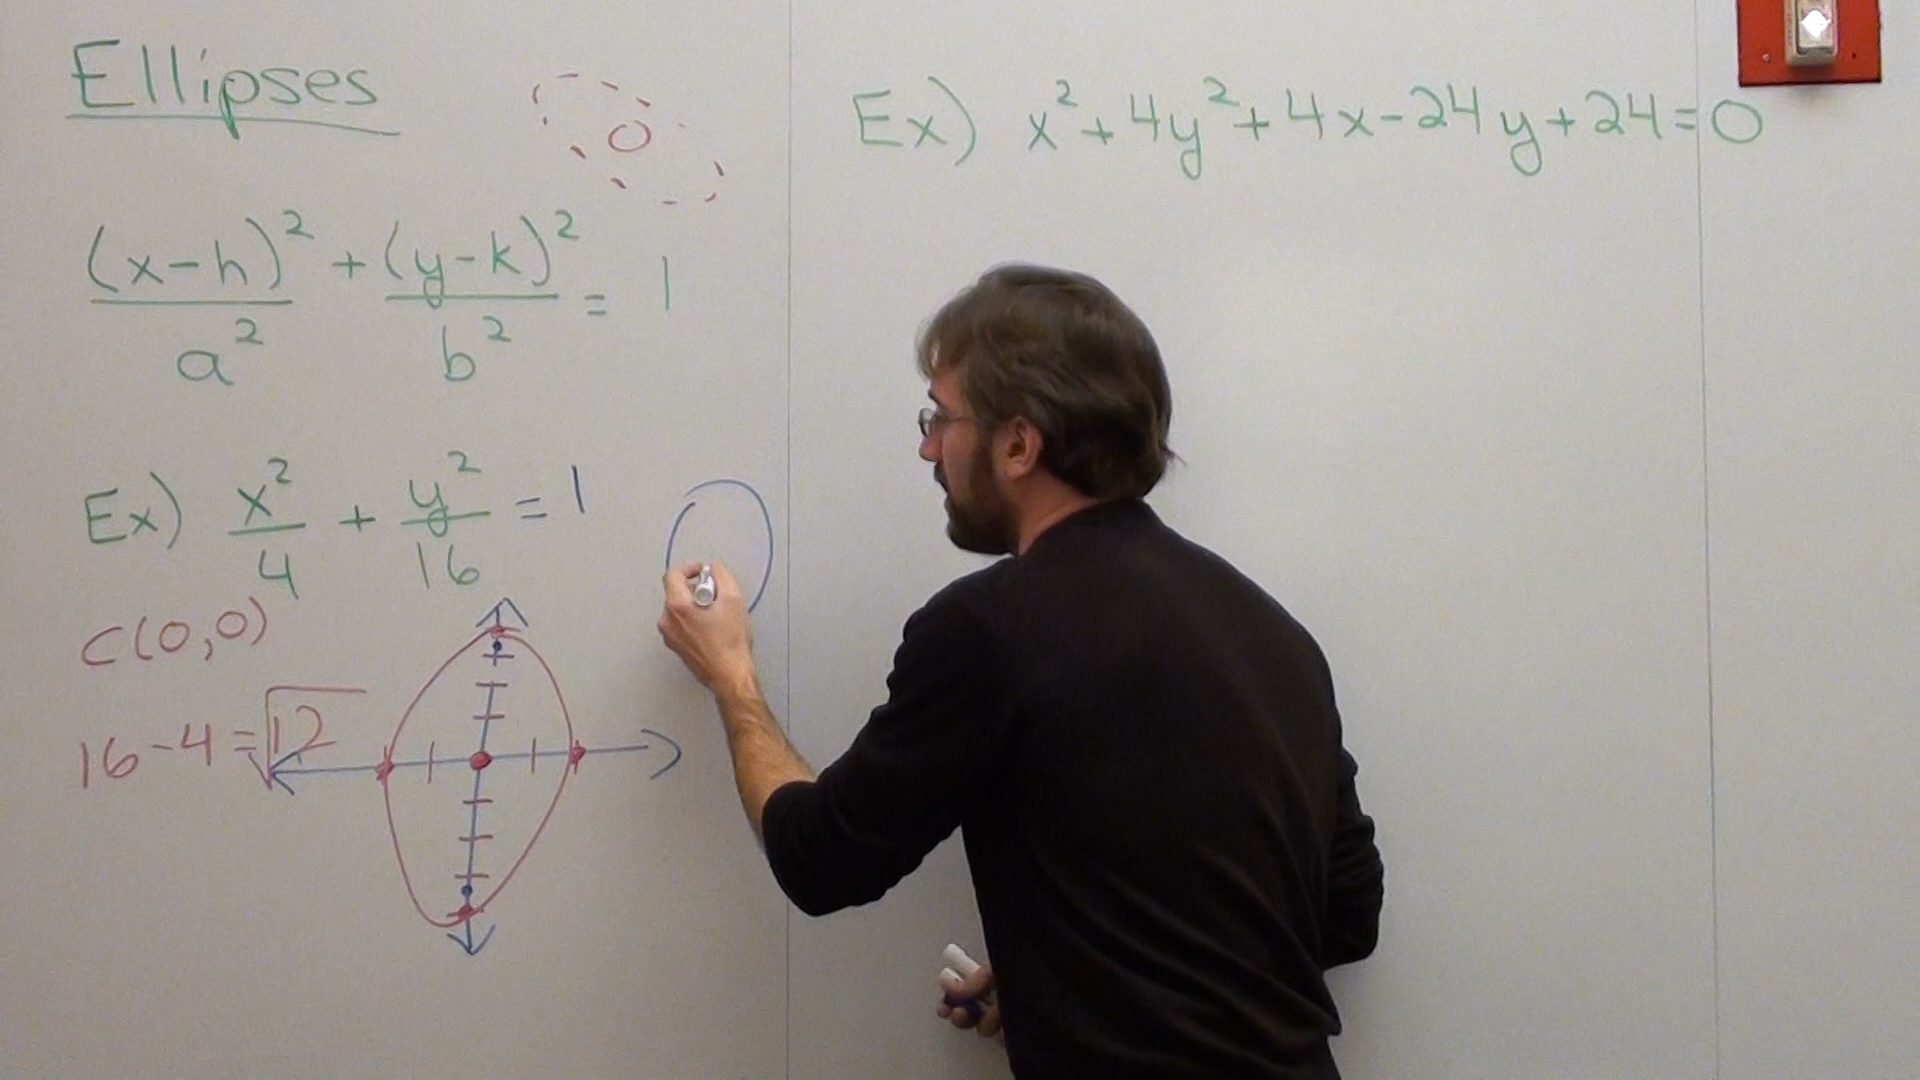 Ellipses
(x-h)²/a² + (y-k)²/b² = 1
Ex) x²/4 + y²/16 = 1
C(0,0)
16-4=√12
Ex) x²+4y²+4x-24y+24=0